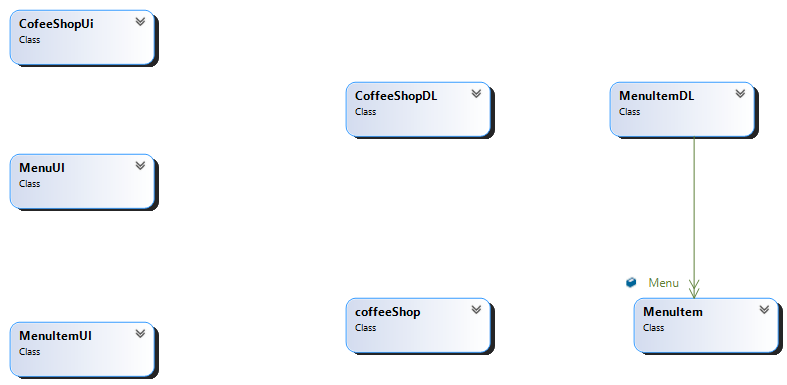 CofeeShopUi
Class
CoffeeShopDL
Class
MenuItemDL
Class
MenuUI
Class
Menu
coffeeShop
Class
MenuItem
Class
MenuItemUI
Class